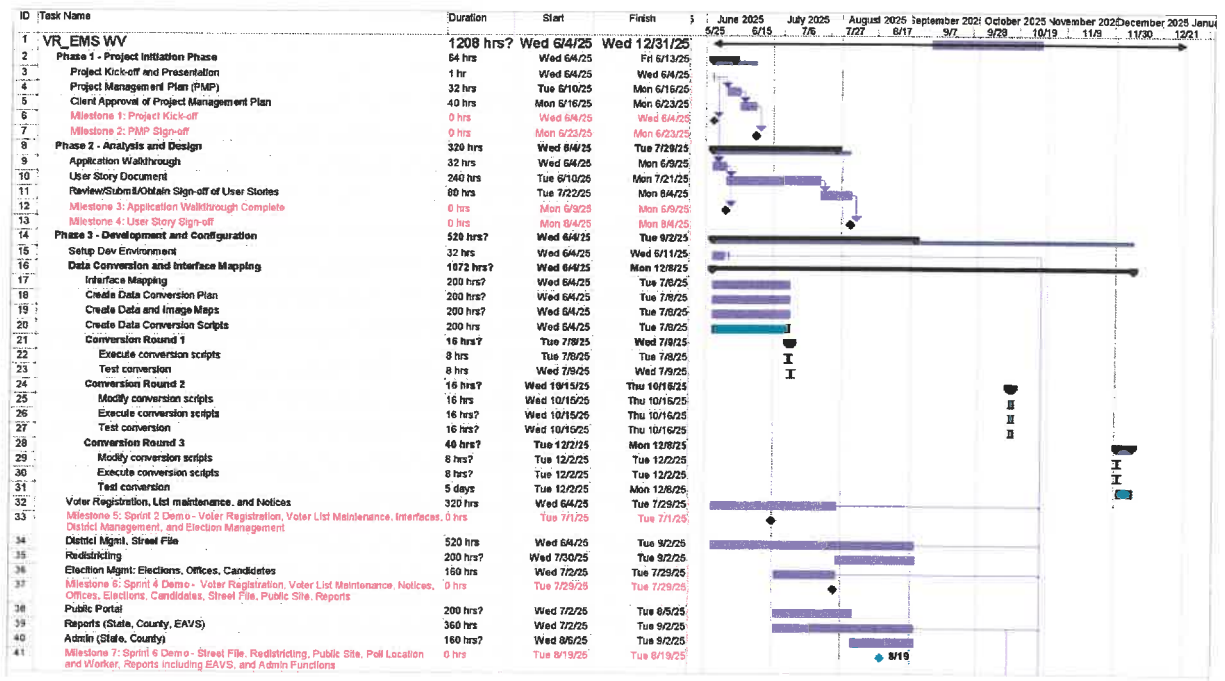 ID Task Name Duration Start Finish June 2025 July 2025 August 2025 September 2025 October 2025 November 2025 December 2025 Janu
5/25 6/15 7/6 7/27 8/17 9/7 9/28 10/19 11/9 11/30 12/21
1 VR_EMS WV 1208 hrs? Wed 6/4/25 Wed 12/31/25
2 Phase 1 - Project Initiation Phase 64 hrs Wed 6/4/25 Fri 6/13/25
3 Project Kick-off and Presentation 1 hr Wed 6/4/25 Wed 6/4/25
4 Project Management Plan (PMP) 32 hrs Tue 6/10/25 Mon 6/16/25
5 Client Approval of Project Management Plan 40 hrs Mon 6/16/25 Mon 6/23/25
6 Milestone 1: Project Kick-off 0 hrs Wed 6/4/25 Wed 6/4/25
7 Milestone 2: PMP Sign-off 0 hrs Mon 6/23/25 Mon 6/23/25
8 Phase 2 - Analysis and Design 320 hrs Wed 6/4/25 Tue 7/29/25
9 Application Walkthrough 32 hrs Wed 6/4/25 Mon 6/9/25
10 User Story Document 240 hrs Tue 6/10/25 Mon 7/21/25
11 Review/Submit/Obtain Sign-off of User Stories 80 hrs Tue 7/22/25 Mon 8/4/25
12 Milestone 3: Application Walkthrough Complete 0 hrs Mon 6/9/25 Mon 6/9/25
13 Milestone 4: User Story Sign-off 0 hrs Mon 8/4/25 Mon 8/4/25
14 Phase 3 - Development and Configuration 520 hrs? Wed 6/4/25 Tue 9/2/25
15 Setup Dev Environment 32 hrs Wed 6/4/25 Wed 6/11/25
16 Data Conversion and Interface Mapping 1072 hrs? Wed 6/4/25 Mon 12/8/25
17 Interface Mapping 200 hrs? Wed 6/4/25 Tue 7/8/25
18 Create Data Conversion Plan 200 hrs? Wed 6/4/25 Tue 7/8/25
19 Create Data and Image Maps 200 hrs? Wed 6/4/25 Tue 7/8/25
20 Create Data Conversion Scripts 200 hrs Wed 6/4/25 Tue 7/8/25
21 Conversion Round 1 16 hrs? Tue 7/8/25 Wed 7/9/25
22 Execute conversion scripts 8 hrs Tue 7/8/25 Tue 7/8/25
23 Test conversion 8 hrs Wed 7/9/25 Wed 7/9/25
24 Conversion Round 2 16 hrs? Wed 10/15/25 Thu 10/16/25
25 Modify conversion scripts 16 hrs Wed 10/15/25 Thu 10/16/25
26 Execute conversion scripts 16 hrs? Wed 10/15/25 Thu 10/16/25
27 Test conversion 16 hrs? Wed 10/15/25 Thu 10/16/25
28 Conversion Round 3 40 hrs? Tue 12/2/25 Mon 12/8/25
29 Modify conversion scripts 8 hrs? Tue 12/2/25 Tue 12/2/25
30 Execute conversion scripts 8 hrs? Tue 12/2/25 Tue 12/2/25
31 Test conversion 5 days Tue 12/2/25 Mon 12/8/25
32 Voter Registration, List maintenance, and Notices 320 hrs Wed 6/4/25 Tue 7/29/25
33 Milestone 5: Sprint 2 Demo - Voter Registration, Voter List Maintenance, Interfaces, 0 hrs Tue 7/1/25 Tue 7/1/25
District Management, and Election Management
34 District Mgmt, Street File 520 hrs Wed 6/4/25 Tue 9/2/25
35 Redistricting 200 hrs? Wed 7/30/25 Tue 9/2/25
36 Election Mgmt: Elections, Offices, Candidates 160 hrs Wed 7/2/25 Tue 7/29/25
37 Milestone 6: Sprint 4 Demo - Voter Registration, Voter List Maintenance, Notices, 0 hrs Tue 7/29/25 Tue 7/29/25
Offices, Elections, Candidates, Street File, Public Site, Reports
38 Public Portal 200 hrs? Wed 7/2/25 Tue 8/5/25
39 Reports (State, County, EAVS) 360 hrs Wed 7/2/25 Tue 9/2/25
40 Admin (State, County) 160 hrs? Wed 8/6/25 Tue 9/2/25
41 Milestone 7: Sprint 6 Demo - Street File, Redistricting, Public Site, Poll Location 0 hrs Tue 8/19/25 Tue 8/19/25 8/19
and Worker, Reports including EAVS, and Admin Functions